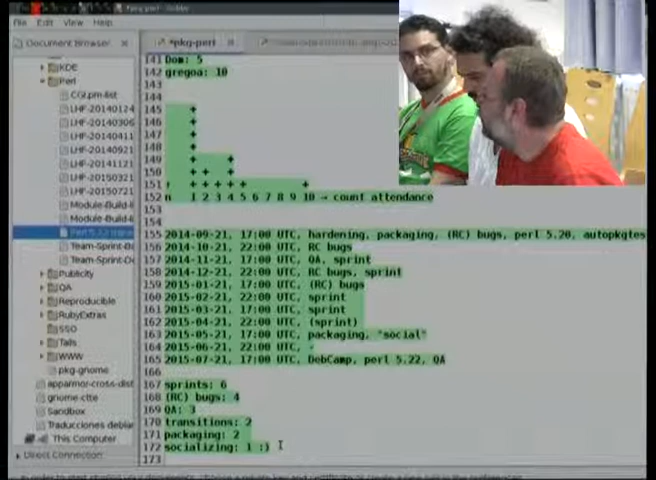 *pkg-perl - Gobby
File Edit View Help
Document Browser
*pkg-perl
KDE
Perl
CGI.pm-list
LHF-20140124
LHF-20140306
LHF-20140411
LHF-20140921
LHF-20141121
LHF-20150321
LHF-20150721
Module-Build-
Module-Build-
Team-Sprint-
Team-Sprint-
Publicity
QA
Reproducible
RubyExtras
SSO
Tails
WWW
pkg-gnome
apparmor-cross-dist
gnome-ctte
Sandbox
Traducciones debia
This Computer
Direct Connection
141 Dom: 5
142 gregoa: 10
143
144
145 +
146 +
147 +
148 +
149 + +
150 + + +
151 + + + + +
152 n 1 2 3 4 5 6 7 8 9 10 → count attendance
153
154
155 2014-09-21, 17:00 UTC, hardening, packaging, (RC) bugs, perl 5.20, autopkgtes
156 2014-10-21, 22:00 UTC, RC bugs
157 2014-11-21, 17:00 UTC, QA, sprint
158 2014-12-21, 22:00 UTC, RC bugs, sprint
159 2015-01-21, 17:00 UTC, (RC) bugs
160 2015-02-21, 22:00 UTC, sprint
161 2015-03-21, 17:00 UTC, sprint
162 2015-04-21, 22:00 UTC, (sprint)
163 2015-05-21, 17:00 UTC, packaging, "social"
164 2015-06-21, 22:00 UTC, -
165 2015-07-21, 17:00 UTC, DebCamp, perl 5.22, QA
166
167 sprints: 6
168 (RC) bugs: 4
169 QA: 3
170 transitions: 2
171 packaging: 2
172 socializing: 1 :)
173